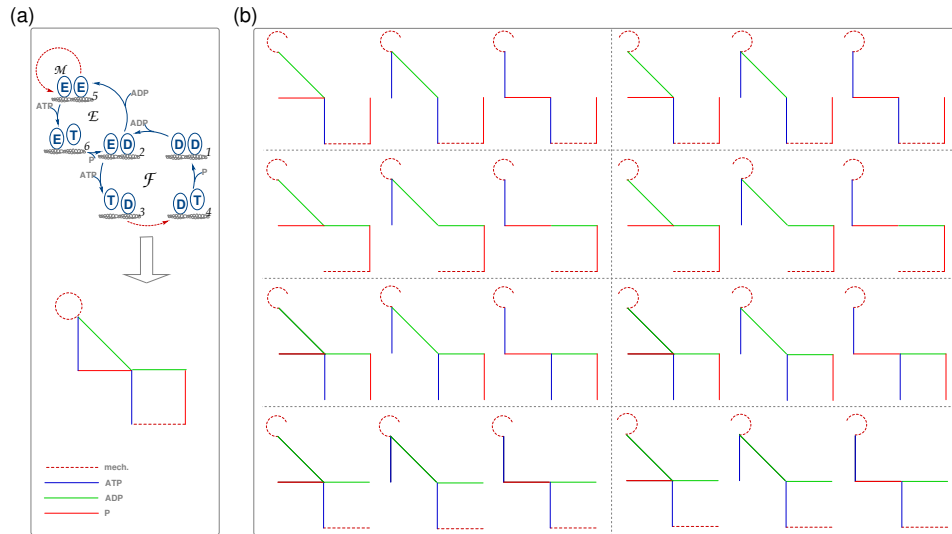 (a)
(b)
M
E E
5
ATP
ADP
E
E T
6
P
ADP
E D
2
D D
1
ATP
F
P
T D
3
D T
4
mech.
ATP
ADP
P